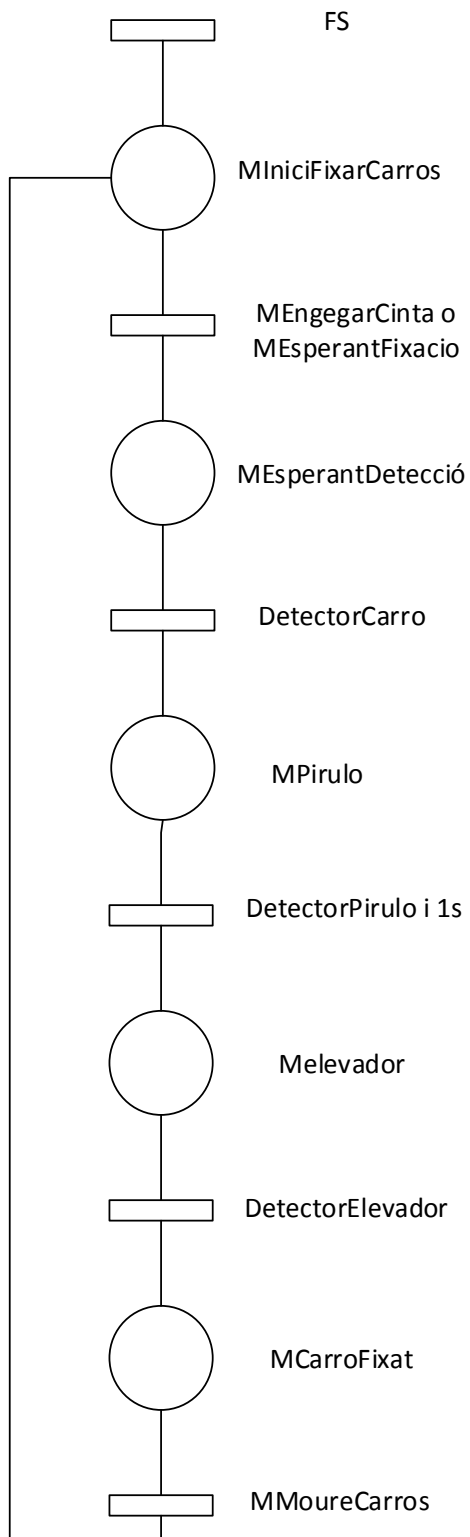 FS
MIniciFixarCarros
MEngegarCinta o
MEsperantFixacio
MEsperantDetecció
DetectorCarro
MPirulo
DetectorPirulo i 1s
Melevador
DetectorElevador
MCarroFixat
MMoureCarros